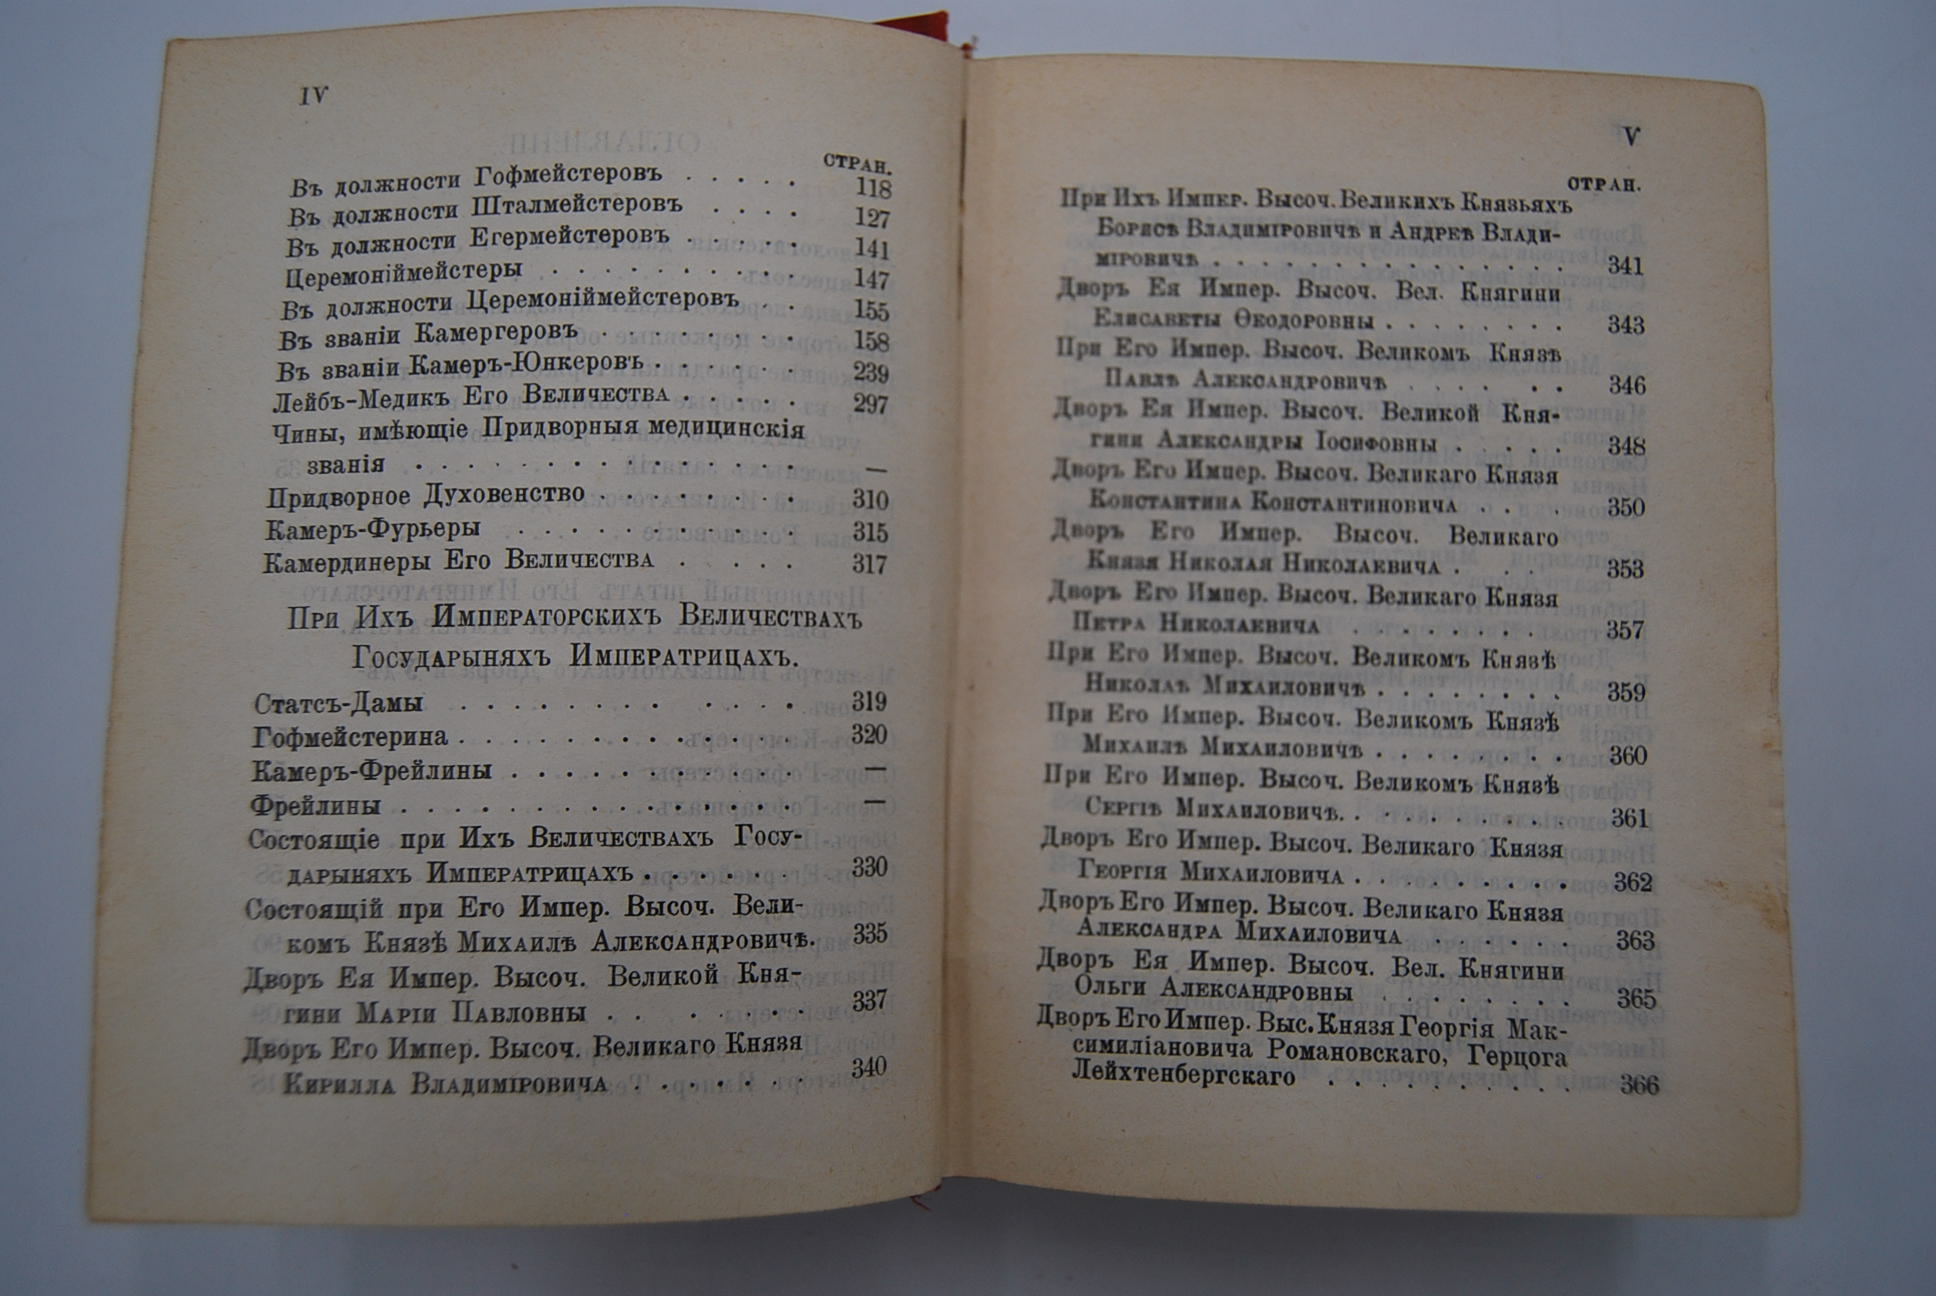 IV
СТРАН.
Въ должности Гофмейстеровъ . . . . . 118
Въ должности Шталмейстеровъ . . . . 127
Въ должности Егермейстеровъ . . . . . 141
Церемоніймейстеры . . . . . . . . . . 147
Въ должности Церемоніймейстеровъ . . 155
Въ званіи Камергеровъ . . . . . . . . 158
Въ званіи Камеръ-Юнкеровъ . . . . . . 239
Лейбъ-Медикъ Его Величества . . . . . 297
Чины, имѣющіе Придворныя медицинскія
званія . . . . . . . . . . . . . . . —
Придворное Духовенство . . . . . . . . 310
Камеръ-Фурьеры . . . . . . . . . . 315
Камердинеры Его Величества . . . . 317
При Ихъ Императорскихъ Величествахъ
Государыняхъ Императрицахъ.
Статсъ-Дамы . . . . . . . . . . . . 319
Гофмейстерина . . . . . . . . . . . . . 320
Камеръ-Фрейлины . . . . . . . . . . . —
Фрейлины . . . . . . . . . . . . . . . —
Состоящіе при Ихъ Величествахъ Госу-
дарыняхъ Императрицахъ . . . . . . 330
Состоящій при Его Импер. Высоч. Вели-
комъ Князѣ Михаилѣ Александровичѣ. 335
Дворъ Ея Импер. Высоч. Великой Кня-
гини Маріи Павловны . . . . . . . 337
Дворъ Его Импер. Высоч. Великаго Князя
Кирилла Владиміровича . . . . . . . 340
V
СТРАН.
При Ихъ Импер. Высоч. Великихъ Князьяхъ
Борисѣ Владиміровичѣ и Андреѣ Влади-
міровичѣ . . . . . . . . . . . . . . 341
Дворъ Ея Импер. Высоч. Вел. Княгини
Елисаветы Ѳеодоровны . . . . . . . . 343
При Его Импер. Высоч. Великомъ Князѣ
Павлѣ Александровичѣ . . . . . . 346
Дворъ Ея Импер. Высоч. Великой Кня-
гини Александры Іосифовны . . . . 348
Дворъ Его Импер. Высоч. Великаго Князя
Константина Константиновича . . . . 350
Дворъ Его Импер. Высоч. Великаго
Князя Николая Николаевича . . . 353
Дворъ Его Импер. Высоч. Великаго Князя
Петра Николаевича . . . . . . . . 357
При Его Импер. Высоч. Великомъ Князѣ
Николаѣ Михаиловичѣ . . . . . . . . 359
При Его Импер. Высоч. Великомъ Князѣ
Михаилѣ Михаиловичѣ . . . . . . . . 360
При Его Импер. Высоч. Великомъ Князѣ
Сергіѣ Михаиловичѣ. . . . . . . . . . 361
Дворъ Его Импер. Высоч. Великаго Князя
Георгія Михаиловича . . . . . . . . . 362
Дворъ Его Импер. Высоч. Великаго Князя
Александра Михаиловича . . . . . . 363
Дворъ Ея Импер. Высоч. Вел. Княгини
Ольги Александровны . . . . . . . . 365
Дворъ Его Импер. Выс. Князя Георгія Мак-
симиліановича Романовскаго, Герцога
Лейхтенбергскаго . . . . . . . . . . 366